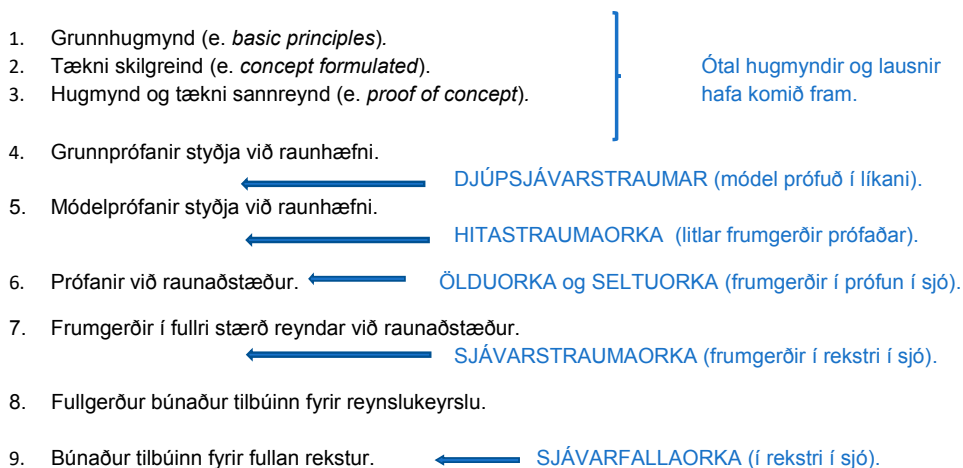 1. Grunnhugmynd (e. basic principles).
2. Tækni skilgreind (e. concept formulated).
Ótal hugmyndir og lausnir
3. Hugmynd og tækni sannreynd (e. proof of concept).
hafa komið fram.
4. Grunnprófanir styðja við raunhæfni.
DJÚPSJÁVARSTRAUMAR (módel prófuð í líkani).
5. Módelprófanir styðja við raunhæfni.
HITASTRAUMAORKA (litlar frumgerðir prófaðar).
6. Prófanir við raunaðstæður.
ÖLDUORKA og SELTUORKA (frumgerðir í prófun í sjó).
7. Frumgerðir í fullri stærð reyndar við raunaðstæður.
SJÁVARSTRAUMAORKA (frumgerðir í rekstri í sjó).
8. Fullgerður búnaður tilbúinn fyrir reynslukeyrslu.
9. Búnaður tilbúinn fyrir fullan rekstur.
SJÁVARFALLAORKA (í rekstri í sjó).